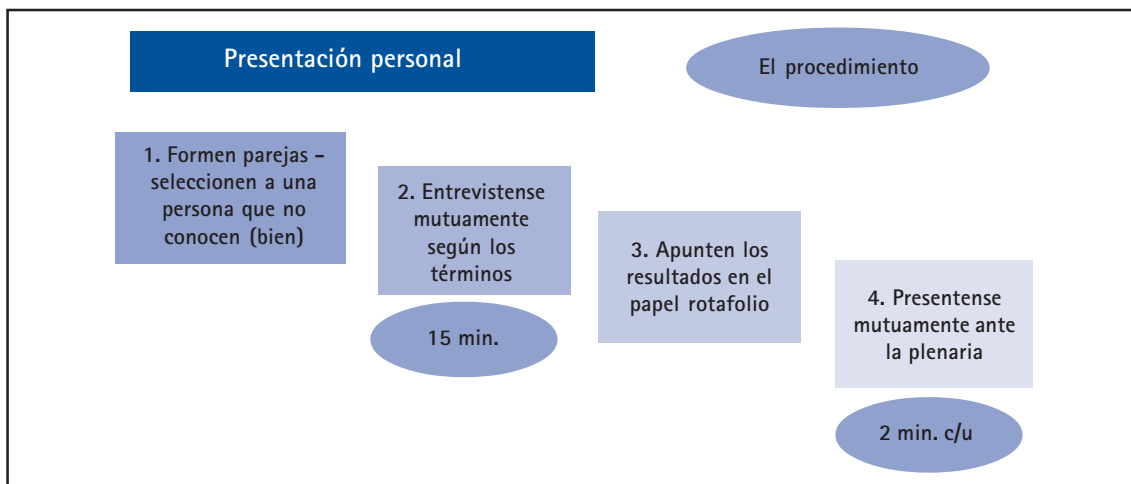 Presentación personal
El procedimiento
1. Formen parejas -
seleccionen a una
persona que no
conocen (bien)
2. Entrevistense
mutuamente
según los
términos
15 min.
3. Apunten los
resultados en el
papel rotafolio
4. Presentense
mutuamente ante
la plenaria
2 min. c/u